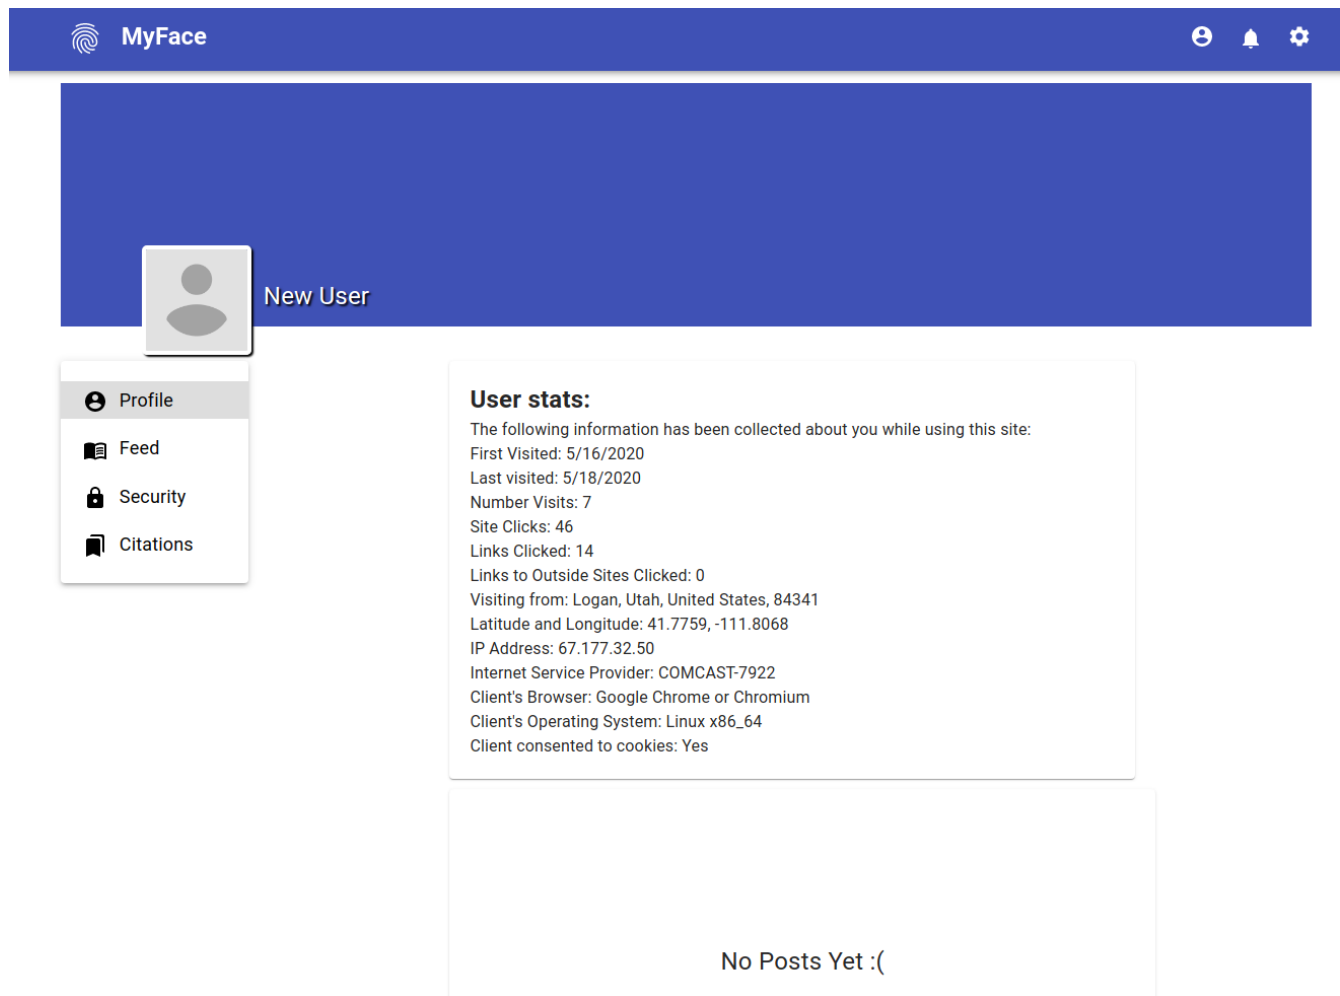 MyFace
New User
Profile
Feed
Security
Citations
User stats:
The following information has been collected about you while using this site:
First Visited: 5/16/2020
Last visited: 5/18/2020
Number Visits: 7
Site Clicks: 46
Links Clicked: 14
Links to Outside Sites Clicked: 0
Visiting from: Logan, Utah, United States, 84341
Latitude and Longitude: 41.7759, -111.8068
IP Address: 67.177.32.50
Internet Service Provider: COMCAST-7922
Client's Browser: Google Chrome or Chromium
Client's Operating System: Linux x86_64
Client consented to cookies: Yes
No Posts Yet :(